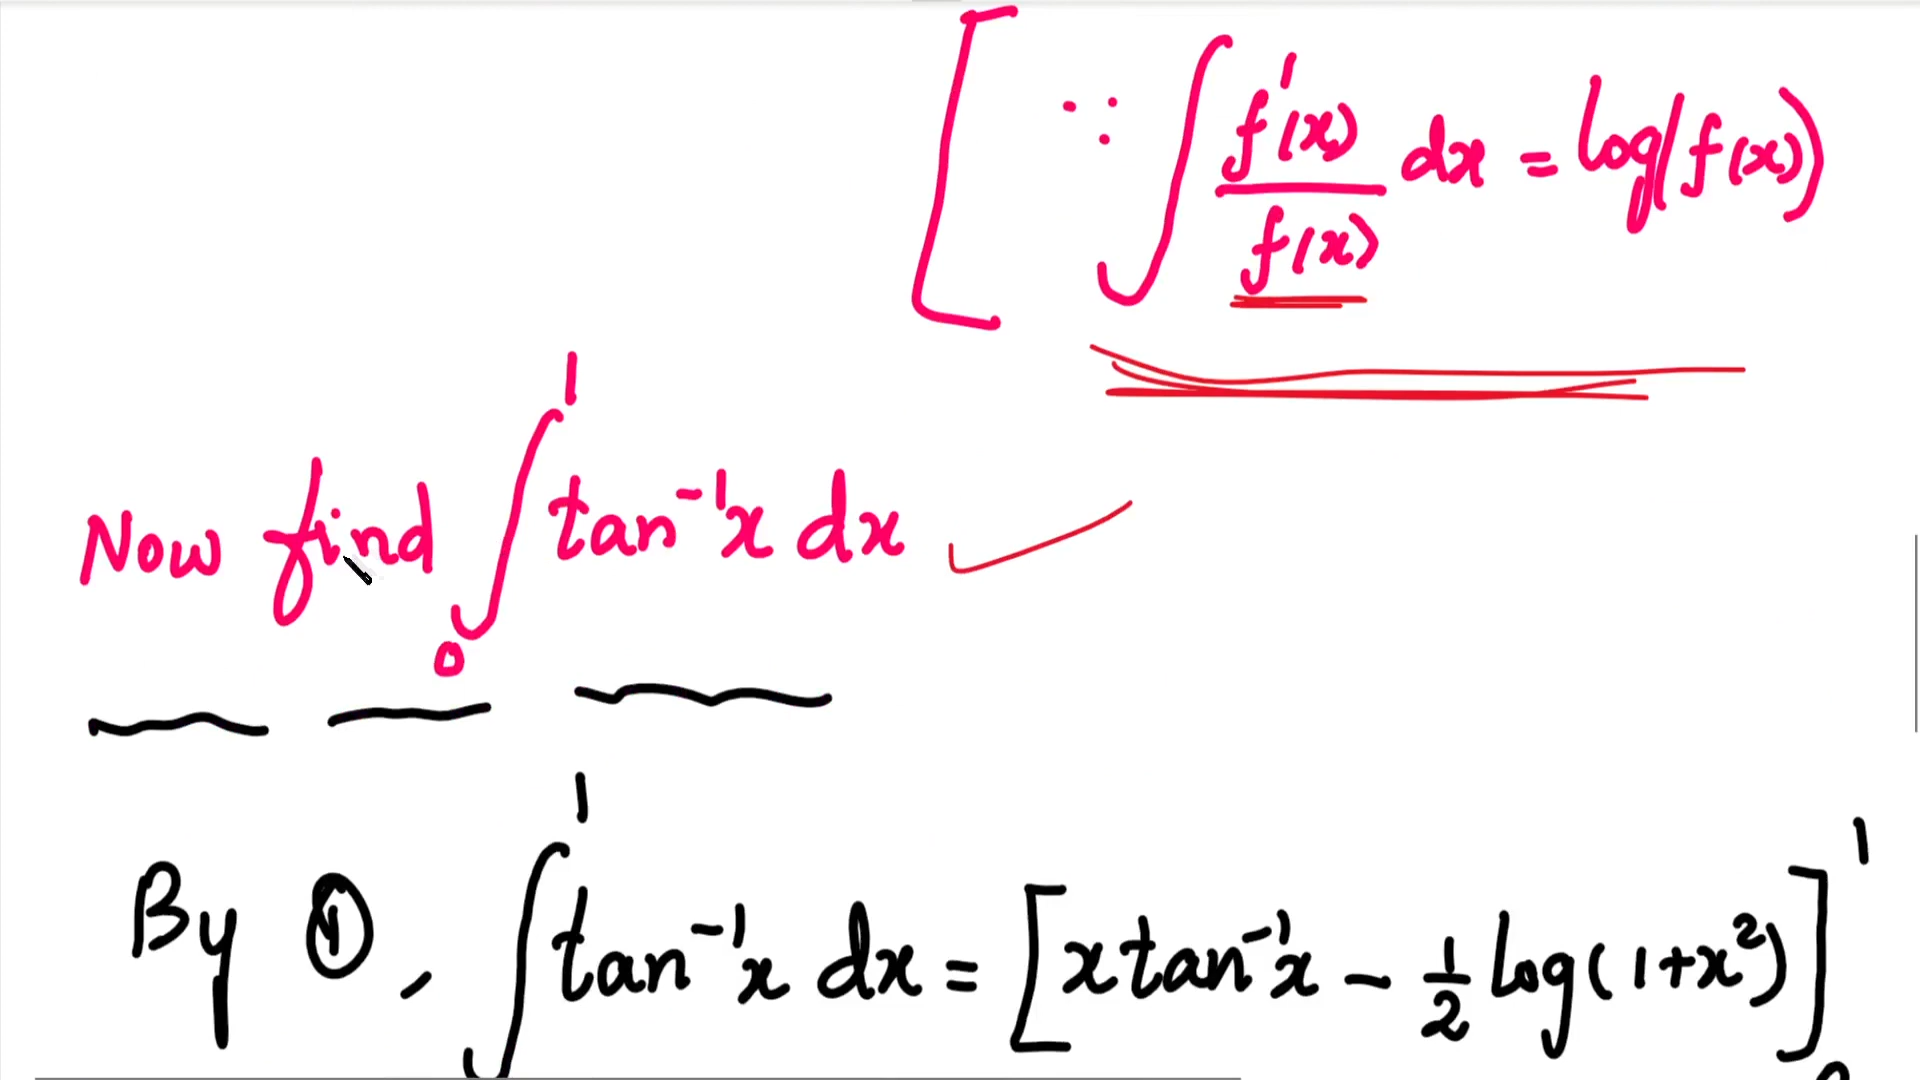 [ ∵ ∫ f'(x)/f(x) dx = log(f(x))
Now find ∫₀¹ tan⁻¹x dx
By ①, ∫¹ tan⁻¹x dx = [x tan⁻¹x - 1/2 log(1+x²)]₀¹